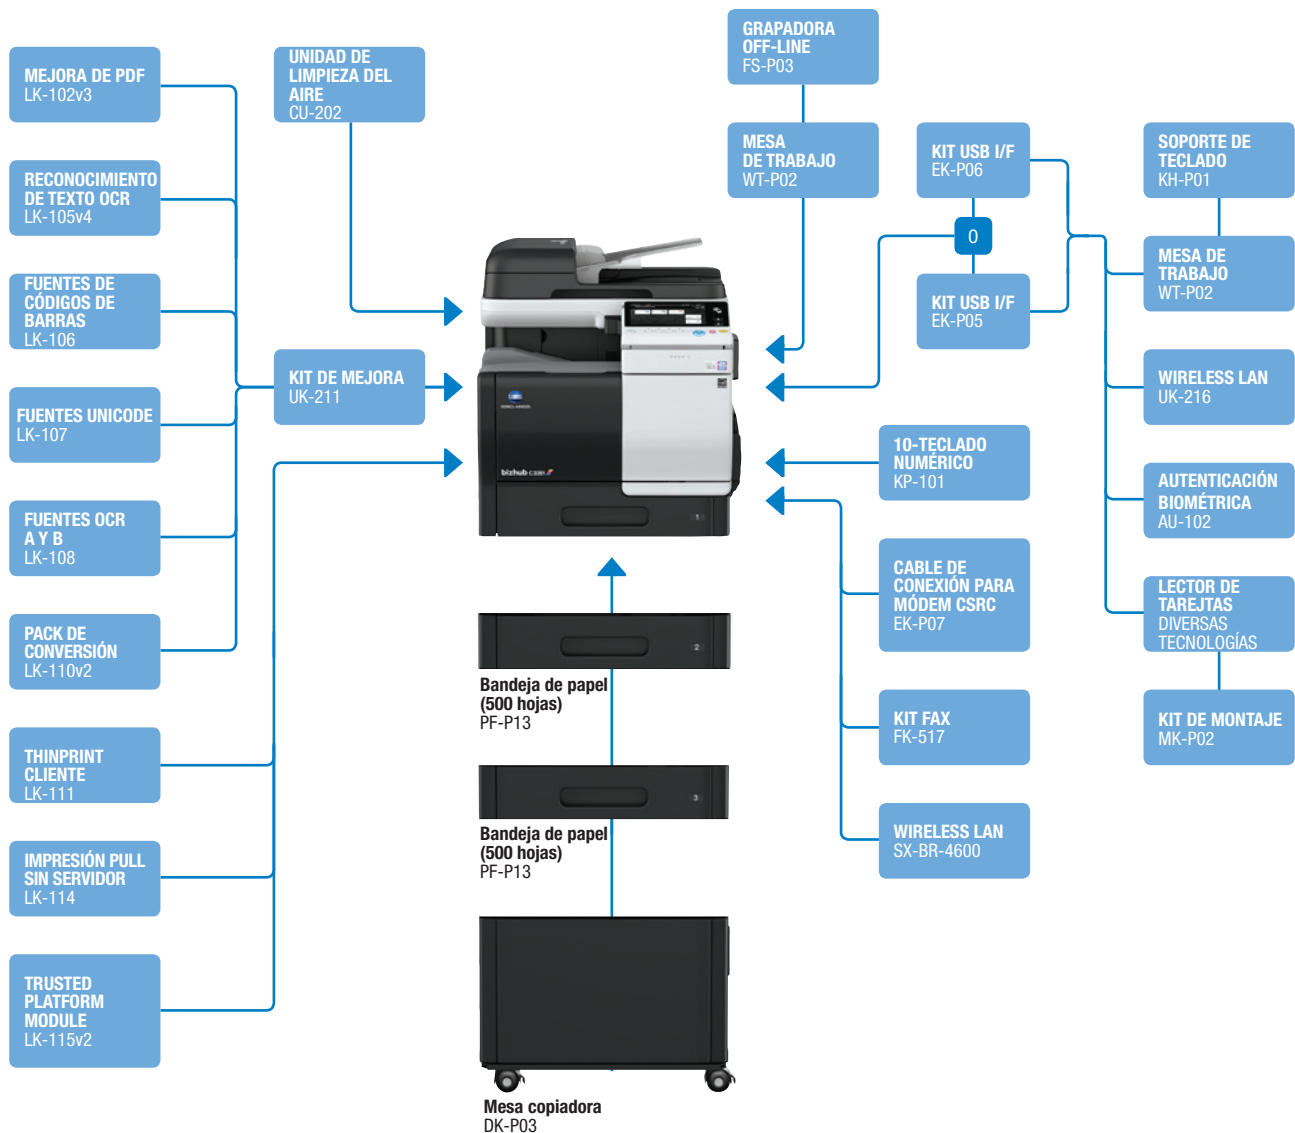 MEJORA DE PDF
LK-102v3
RECONOCIMIENTO
DE TEXTO OCR
LK-105v4
FUENTES DE
CÓDIGOS DE
BARRAS
LK-106
FUENTES UNICODE
LK-107
FUENTES OCR
A Y B
LK-108
PACK DE
CONVERSIÓN
LK-110v2
THINPRINT
CLIENTE
LK-111
IMPRESIÓN PULL
SIN SERVIDOR
LK-114
TRUSTED
PLATFORM
MODULE
LK-115v2
UNIDAD DE
LIMPIEZA DEL
AIRE
CU-202
KIT DE MEJORA
UK-211
KONICA MINOLTA
bizhub C3351
1
2
Bandeja de papel
(500 hojas)
PF-P13
3
Bandeja de papel
(500 hojas)
PF-P13
Mesa copiadora
DK-P03
GRAPADORA
OFF-LINE
FS-P03
MESA
DE TRABAJO
WT-P02
KIT USB I/F
EK-P06
0
KIT USB I/F
EK-P05
10-TECLADO
NUMÉRICO
KP-101
CABLE DE
CONEXIÓN PARA
MÓDEM CSRC
EK-P07
KIT FAX
FK-517
WIRELESS LAN
SX-BR-4600
SOPORTE DE
TECLADO
KH-P01
MESA DE
TRABAJO
WT-P02
WIRELESS LAN
UK-216
AUTENTICACIÓN
BIOMÉTRICA
AU-102
LECTOR DE
TAREJTAS
DIVERSAS
TECNOLOGÍAS
KIT DE MONTAJE
MK-P02